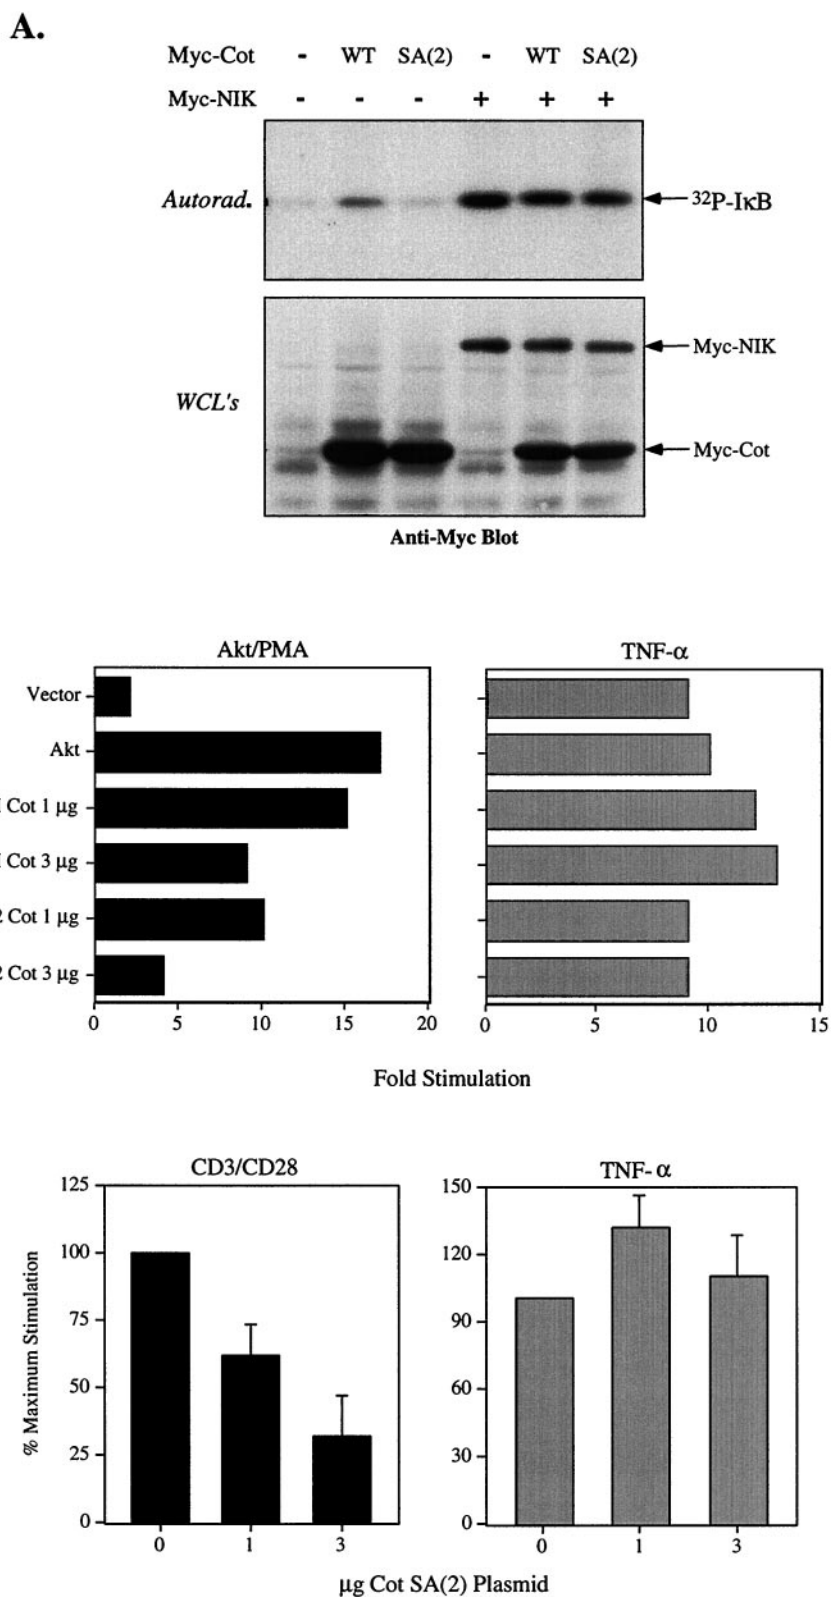 A.
Myc-Cot - WT SA(2) - WT SA(2)
Myc-NIK - - - + + +
Autorad.
32P-IκB
Myc-NIK
WCL's
Myc-Cot
Anti-Myc Blot
Akt/PMA
TNF-α
Vector
Akt
Cot 1 μg
Cot 3 μg
2 Cot 1 μg
2 Cot 3 μg
0 5 10 15 20
0 5 10 15
Fold Stimulation
CD3/CD28
TNF-α
% Maximum Stimulation
125
100
75
50
25
0
150
120
90
60
30
0
0 1 3
0 1 3
μg Cot SA(2) Plasmid